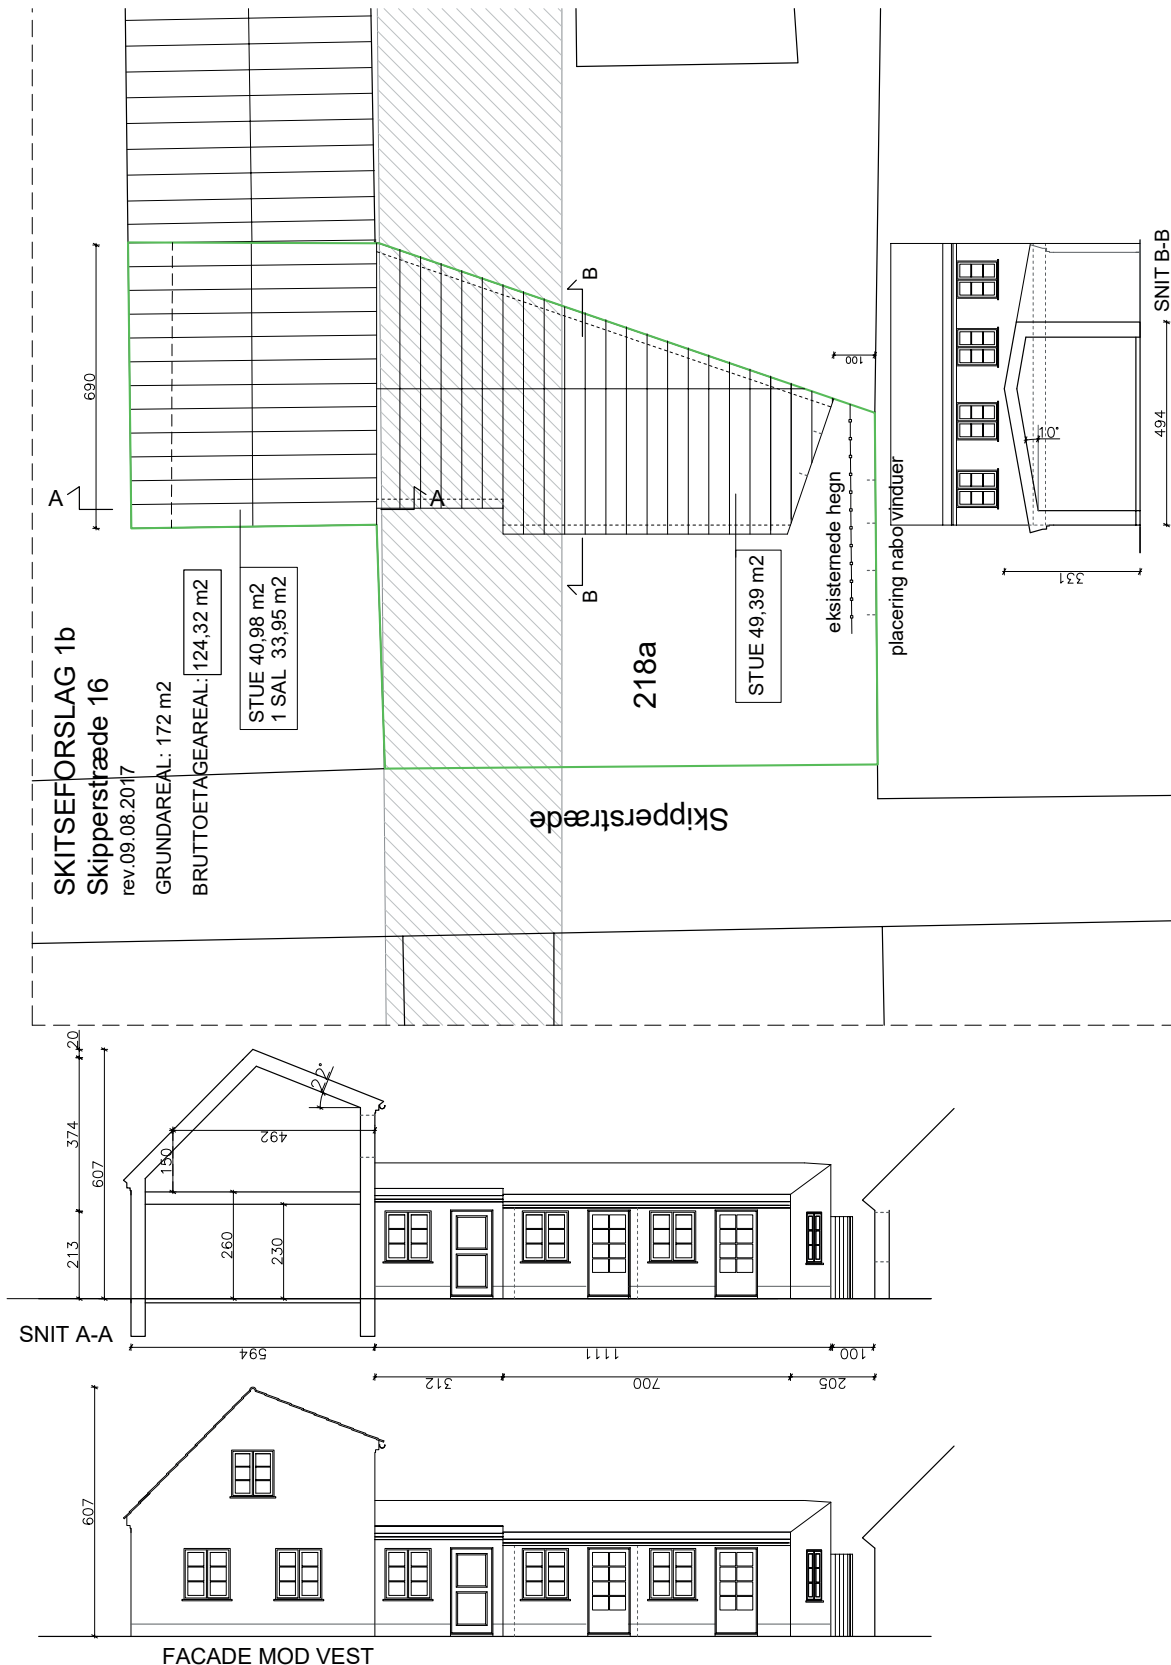 SKITSEFORSLAG 1b
Skipperstræde 16
rev.09.08.2017
GRUNDAREAL: 172 m2
BRUTTOETAGEAREAL: 124,32 m2
STUE 40,98 m2
1 SAL 33,95 m2
690
A
A
B
B
218a
STUE 49,39 m2
100
eksisternede hegn
placering nabo vinduer
Skipperstræde
10°
331
494
SNIT B-B
20
374
607
213
150
492
22°
260
230
SNIT A-A
594
1111
100
312
700
205
607
FACADE MOD VEST